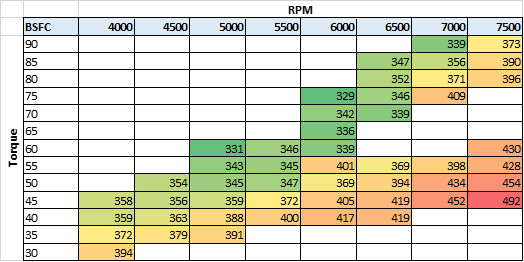 RPM
BSFC 4000 4500 5000 5500 6000 6500 7000 7500
Torque
90 339 373
85 347 356 390
80 352 371 396
75 329 346 409
70 342 339
65 336
60 331 346 339 430
55 343 345 401 369 398 428
50 354 345 347 369 394 434 454
45 358 356 359 372 405 419 452 492
40 359 363 388 400 417 419
35 372 379 391
30 394